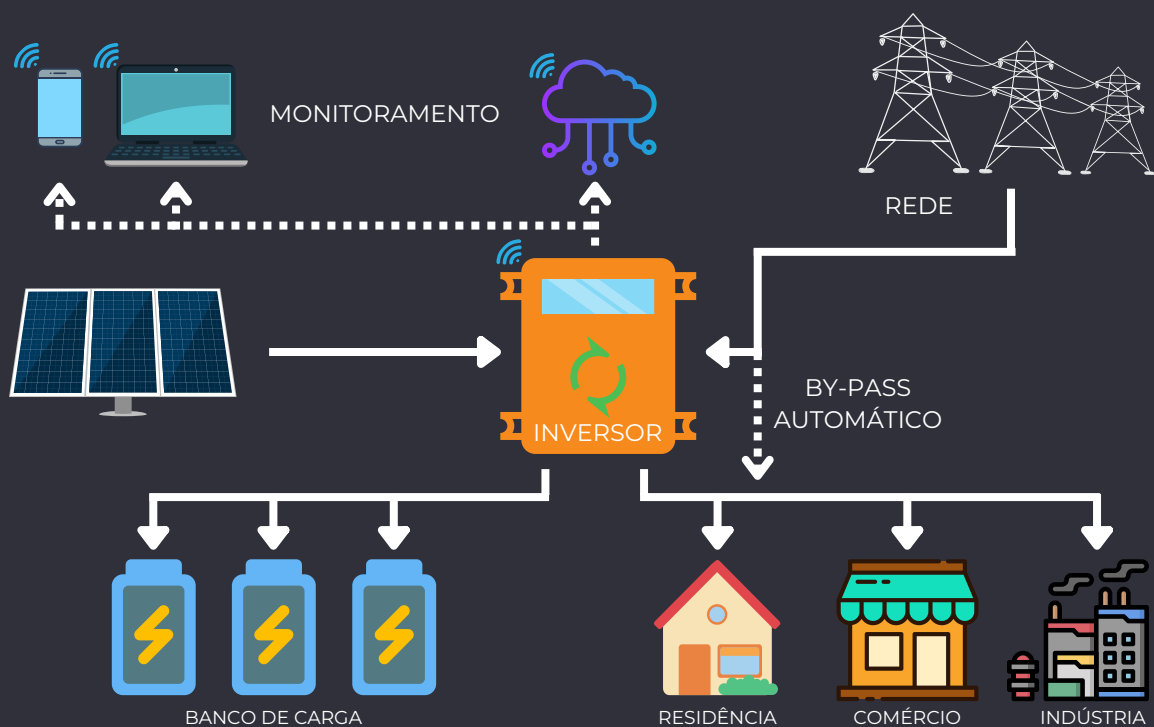 MONITORAMENTO
REDE
BY-PASS
AUTOMÁTICO
INVERSOR
BANCO DE CARGA
RESIDÊNCIA
COMÉRCIO
INDÚSTRIA